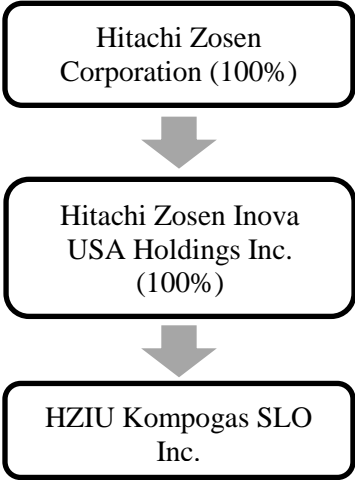 Hitachi Zosen
Corporation (100%)
Hitachi Zosen Inova
USA Holdings Inc.
(100%)
HZIU Kompogas SLO
Inc.